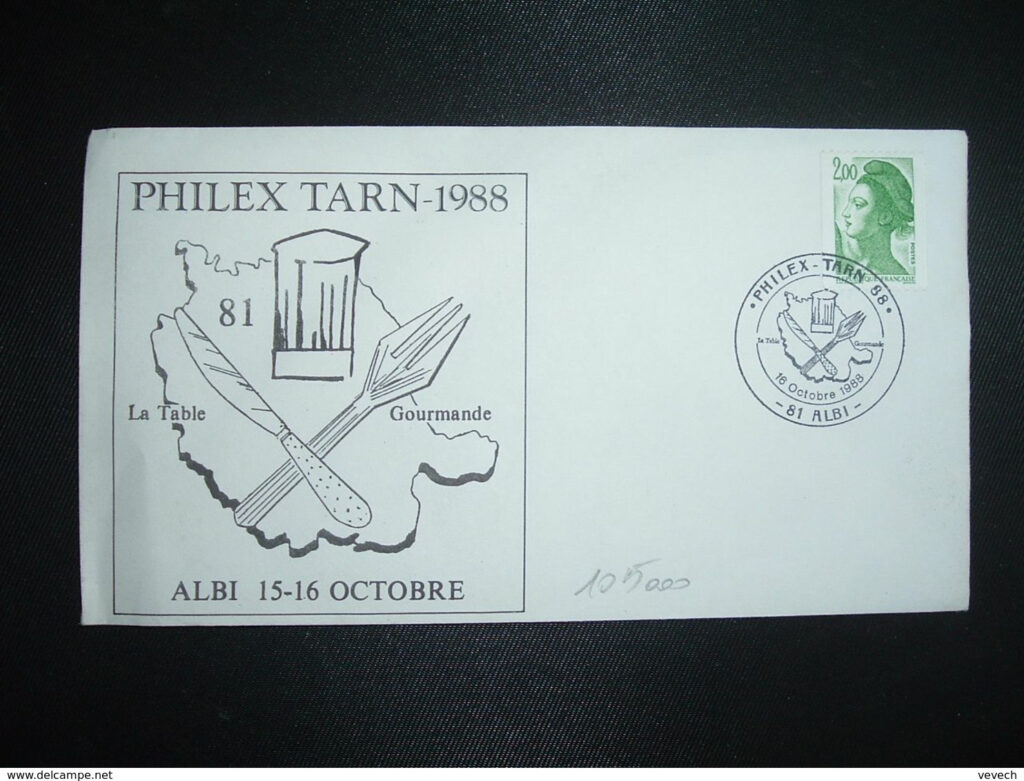 PHILEX TARN-1988
81
La Table Gourmande
ALBI 15-16 OCTOBRE
2,00
POSTES
FRANÇAISE
• PHILEX-TARN 88 •
La Table Gourmande
16 Octobre 1988
- 81 ALBI -
delcampe.net
vevech